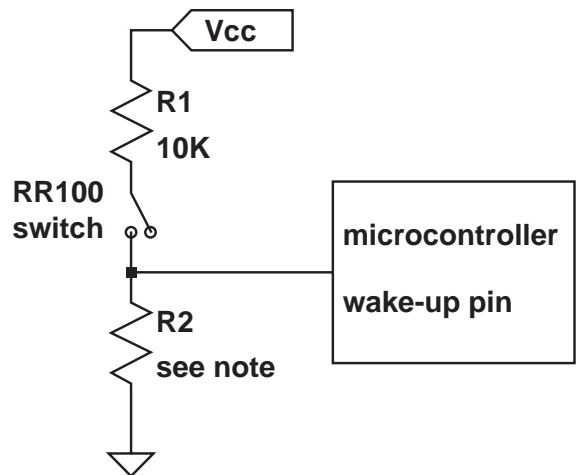 Vcc
R1
10K
RR100
switch
microcontroller
wake-up pin
R2
see note